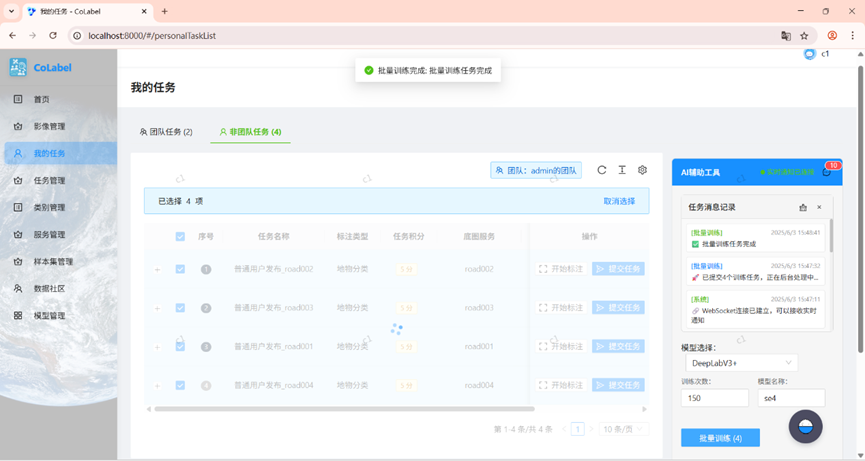 我的任务 - CoLabel
localhost:8000/#/personalTaskList
CoLabel
c1
批量训练完成: 批量训练任务完成
首页
影像管理
我的任务
任务管理
类别管理
服务管理
样本集管理
数据社区
模型管理
我的任务
团队任务 (2)
非团队任务 (4)
团队：admin的团队
已选择 4 项
取消选择
序号 任务名称 标注类型 任务积分 底图服务 操作
1 普通用户发布_road002 地物分类 5 分 road002 开始标注 提交任务
2 普通用户发布_road003 地物分类 5 分 road003 开始标注 提交任务
3 普通用户发布_road001 地物分类 5 分 road001 开始标注 提交任务
4 普通用户发布_road004 地物分类 5 分 road004 开始标注 提交任务
第 1-4 条/共 4 条 1 10 条/页
AI辅助工具
10
任务消息记录
[批量训练] 2025/6/3 15:48:41
批量训练任务完成
[批量训练] 2025/6/3 15:47:32
已提交4个训练任务，正在后台处理中...
[系统] 2025/6/3 15:47:11
WebSocket连接已建立，可以接收实时
通知
模型选择：
DeepLabV3+
训练次数： 模型名称：
150 se4
批量训练 (4)